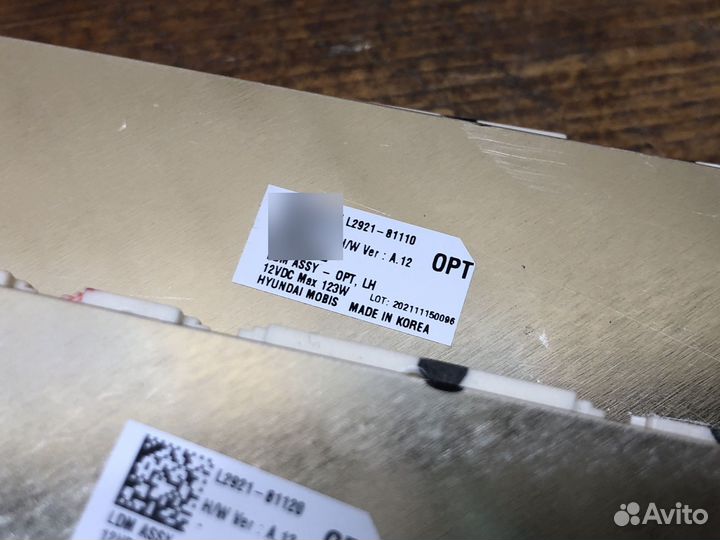 L2921-81110
H/W Ver : A.12
OPT
LDM ASSY - OPT, LH
12VDC Max 123W
LOT: 202111150096
HYUNDAI MOBIS MADE IN KOREA
L2921-81120
H/W Ver : A.12
OPT
LDM ASSY
Avito